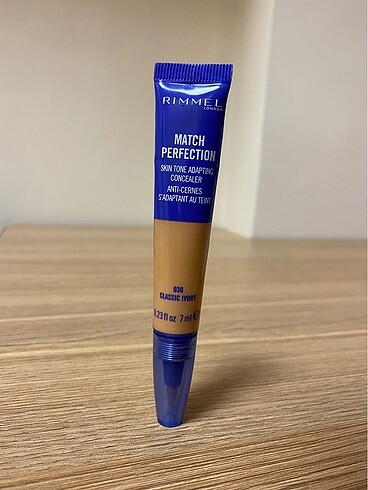 RIMMEL
LONDON
MATCH
PERFECTION
SKIN TONE ADAPTING
CONCEALER
ANTI-CERNES
S'ADAPTANT AU TEINT
030
CLASSIC IVORY
0.23 fl oz 7 ml e